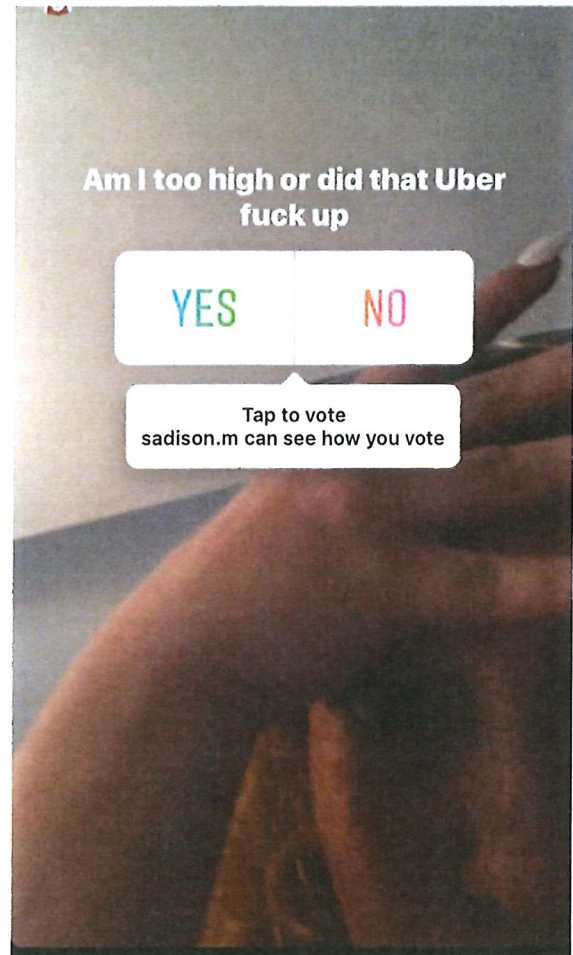 Am I too high or did that Uber
fuck up
YES
NO
Tap to vote
sadison.m can see how you vote